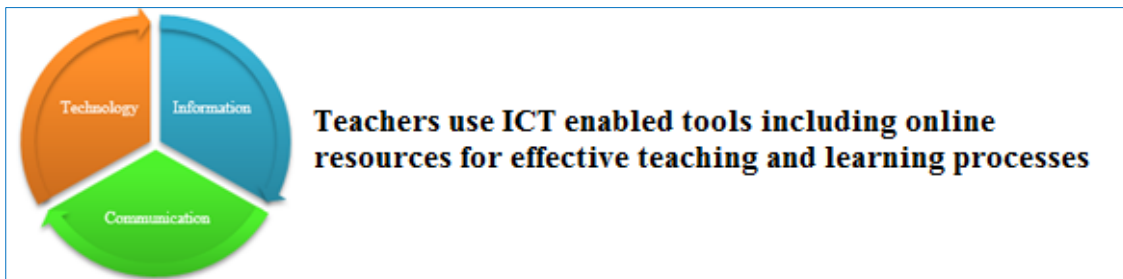 Technology
Information
Communication
Teachers use ICT enabled tools including online
resources for effective teaching and learning processes